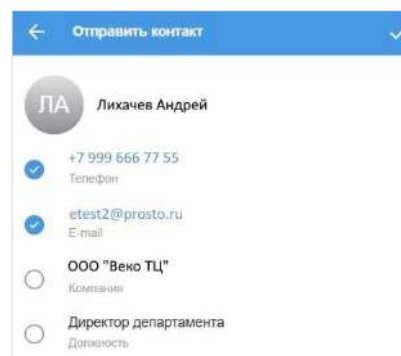 Отправить контакт
ЛА
Лихачев Андрей
+7 999 666 77 55
Телефон
etest2@prosto.ru
E-mail
ООО "Веко ТЦ"
Компания
Директор департамента
Должность